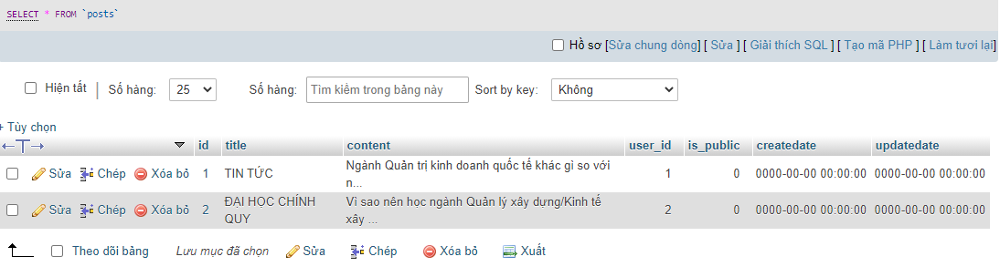 SELECT * FROM `posts`
Hồ sơ [Sửa chung dòng] [ Sửa ] [ Giải thích SQL ] [ Tạo mã PHP ] [ Làm tươi lại]
Hiện tất Số hàng: 25 Số hàng: Tìm kiếm trong bảng này Sort by key: Không
+ Tùy chọn
←T→ id title content user_id is_public createdate updatedate
Sửa Chép Xóa bỏ 1 TIN TỨC Ngành Quản trị kinh doanh quốc tế khác gì so với n... 1 0 0000-00-00 00:00:00 0000-00-00 00:00:00
Sửa Chép Xóa bỏ 2 ĐẠI HỌC CHÍNH QUY Vì sao nên học ngành Quản lý xây dựng/Kinh tế xây ... 2 0 0000-00-00 00:00:00 0000-00-00 00:00:00
Theo dõi bảng Lưu mục đã chọn Sửa Chép Xóa bỏ Xuất